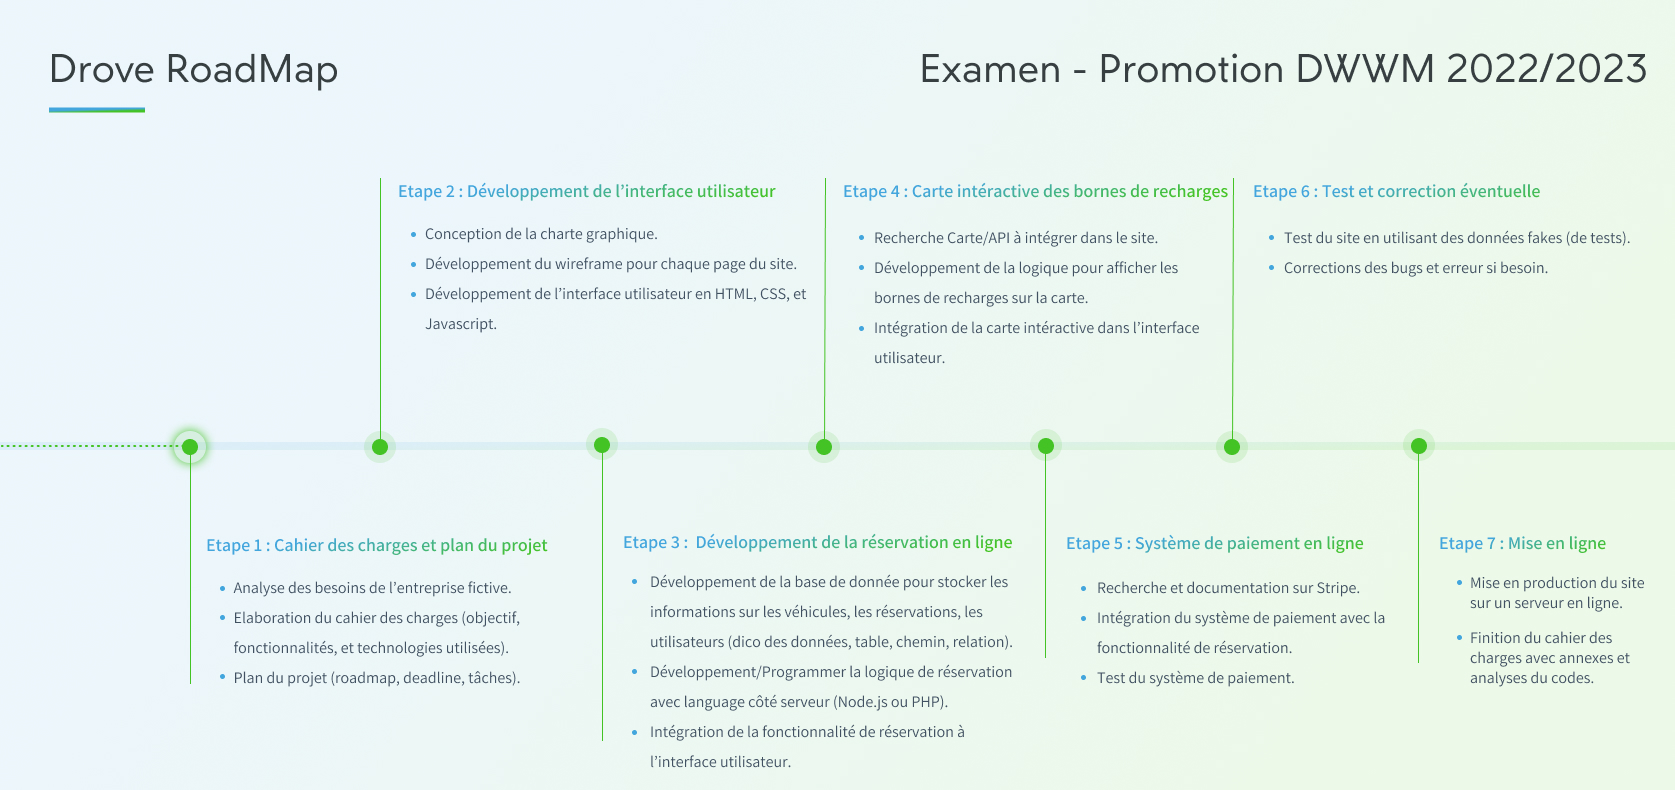 Drove RoadMap
Examen - Promotion DWWM 2022/2023
Etape 2 : Développement de l’interface utilisateur
Conception de la charte graphique.
Développement du wireframe pour chaque page du site.
Développement de l’interface utilisateur en HTML, CSS, et
Javascript.
Etape 4 : Carte intéractive des bornes de recharges
Recherche Carte/API à intégrer dans le site.
Développement de la logique pour afficher les
bornes de recharges sur la carte.
Intégration de la carte intéractive dans l’interface
utilisateur.
Etape 6 : Test et correction éventuelle
Test du site en utilisant des données fakes (de tests).
Corrections des bugs et erreur si besoin.
Etape 1 : Cahier des charges et plan du projet
Analyse des besoins de l’entreprise fictive.
Elaboration du cahier des charges (objectif,
fonctionnalités, et technologies utilisées).
Plan du projet (roadmap, deadline, tâches).
Etape 3 :  Développement de la réservation en ligne
Développement de la base de donnée pour stocker les
informations sur les véhicules, les réservations, les
utilisateurs (dico des données, table, chemin, relation).
Développement/Programmer la logique de réservation
avec language côté serveur (Node.js ou PHP).
Intégration de la fonctionnalité de réservation à
l’interface utilisateur.
Etape 5 : Système de paiement en ligne
Recherche et documentation sur Stripe.
Intégration du système de paiement avec la
fonctionnalité de réservation.
Test du système de paiement.
Etape 7 : Mise en ligne
Mise en production du site
sur un serveur en ligne.
Finition du cahier des
charges avec annexes et
analyses du codes.